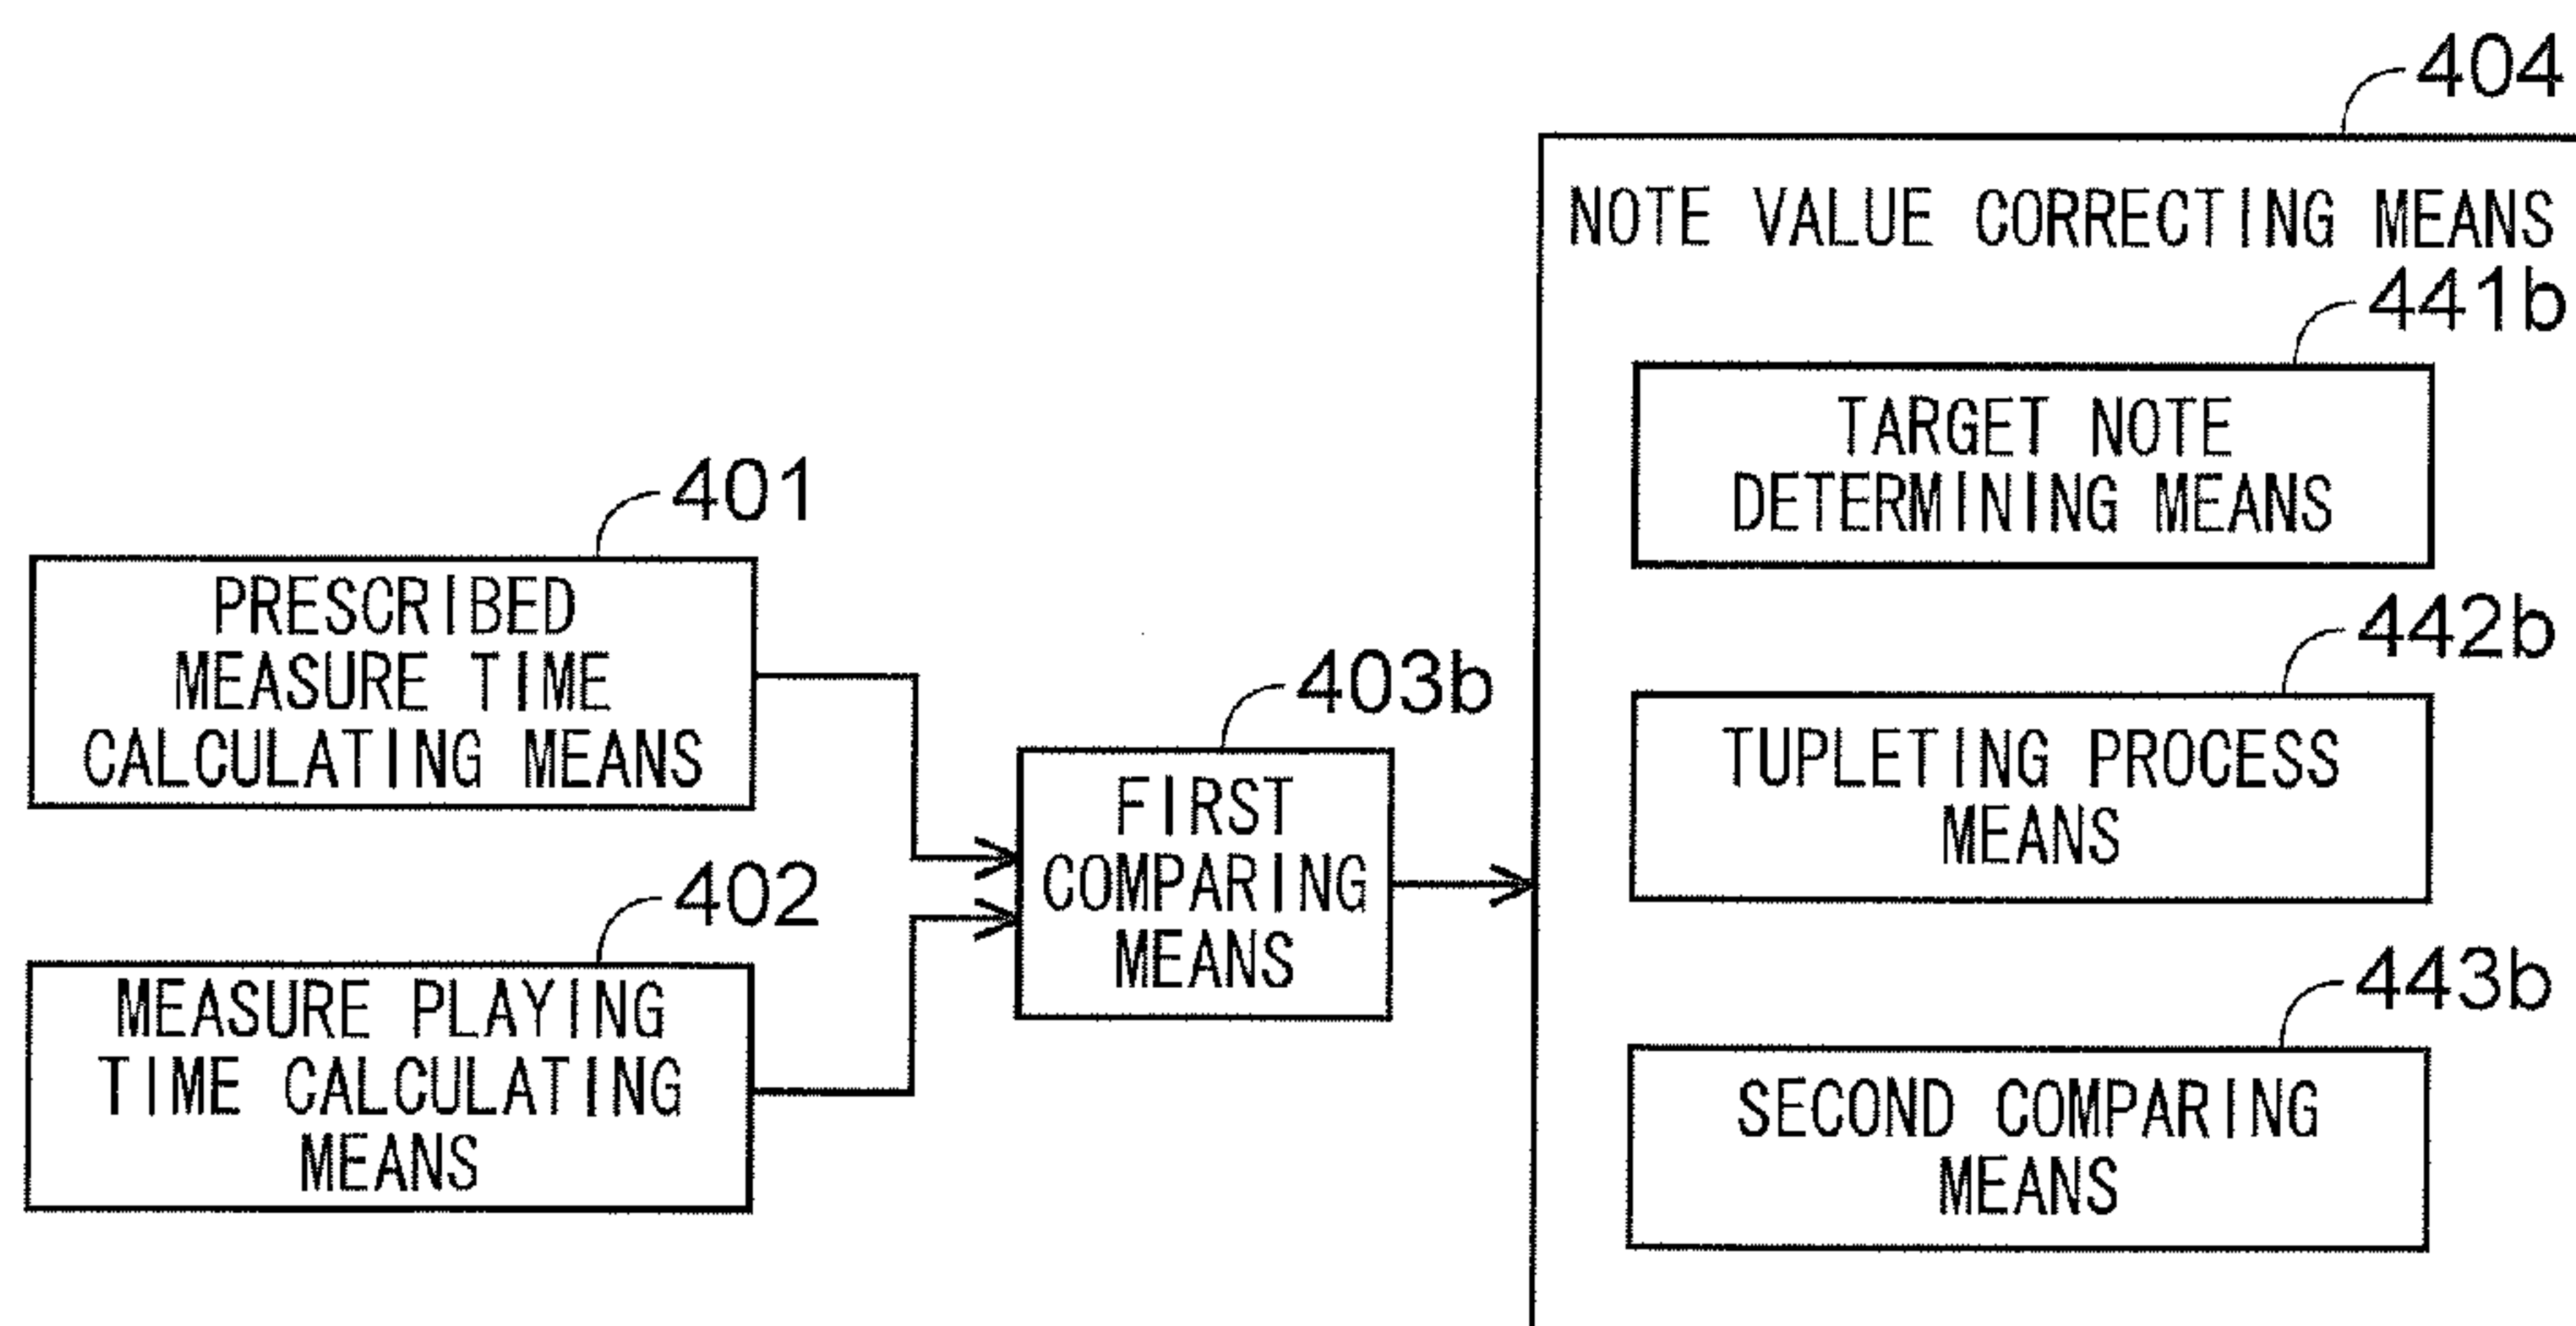 404
NOTE VALUE CORRECTING MEANS
441b
TARGET NOTE
DETERMINING MEANS
401
PRESCRIBED
MEASURE TIME
CALCULATING MEANS
442b
TUPLETING PROCESS
MEANS
403b
FIRST
COMPARING
MEANS
402
MEASURE PLAYING
TIME CALCULATING
MEANS
443b
SECOND COMPARING
MEANS